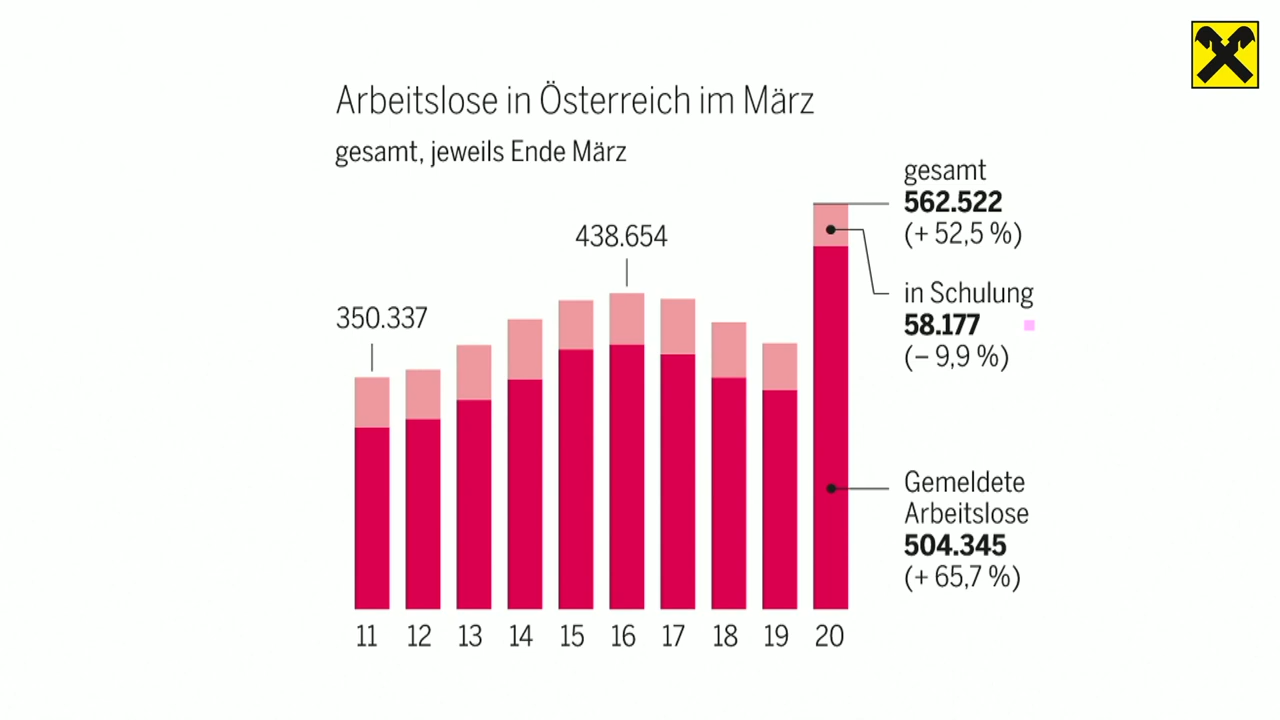 Arbeitslose in Österreich im März
gesamt, jeweils Ende März
350.337
438.654
gesamt
562.522
(+ 52,5 %)
in Schulung
58.177
(– 9,9 %)
Gemeldete
Arbeitslose
504.345
(+ 65,7 %)
11 12 13 14 15 16 17 18 19 20